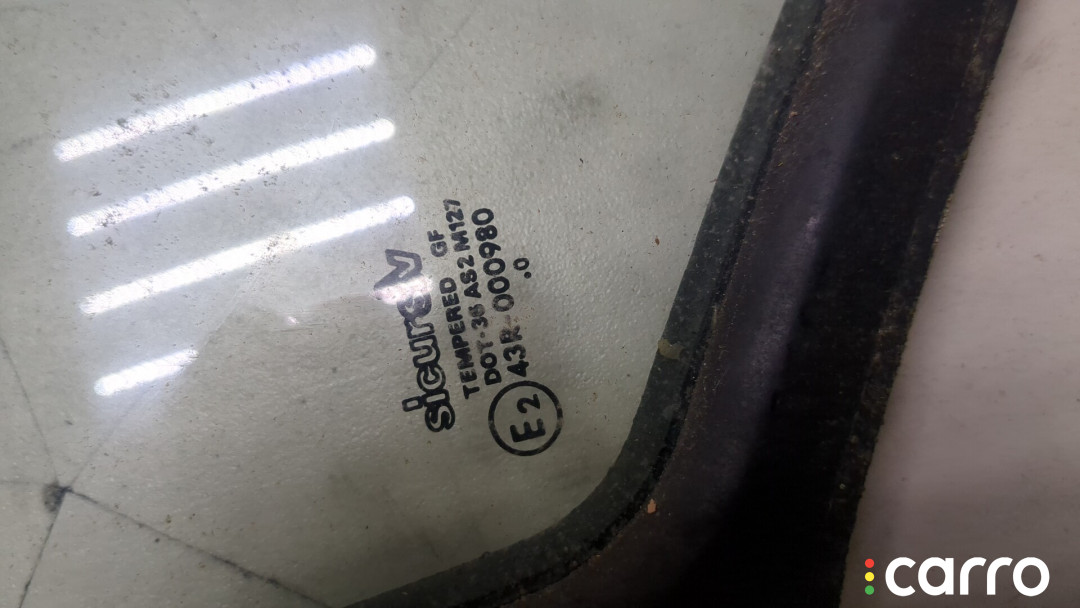 sicursiv
TEMPERED GF
DOT-36 AS2 M127
43R-000980
.0
E2
carro